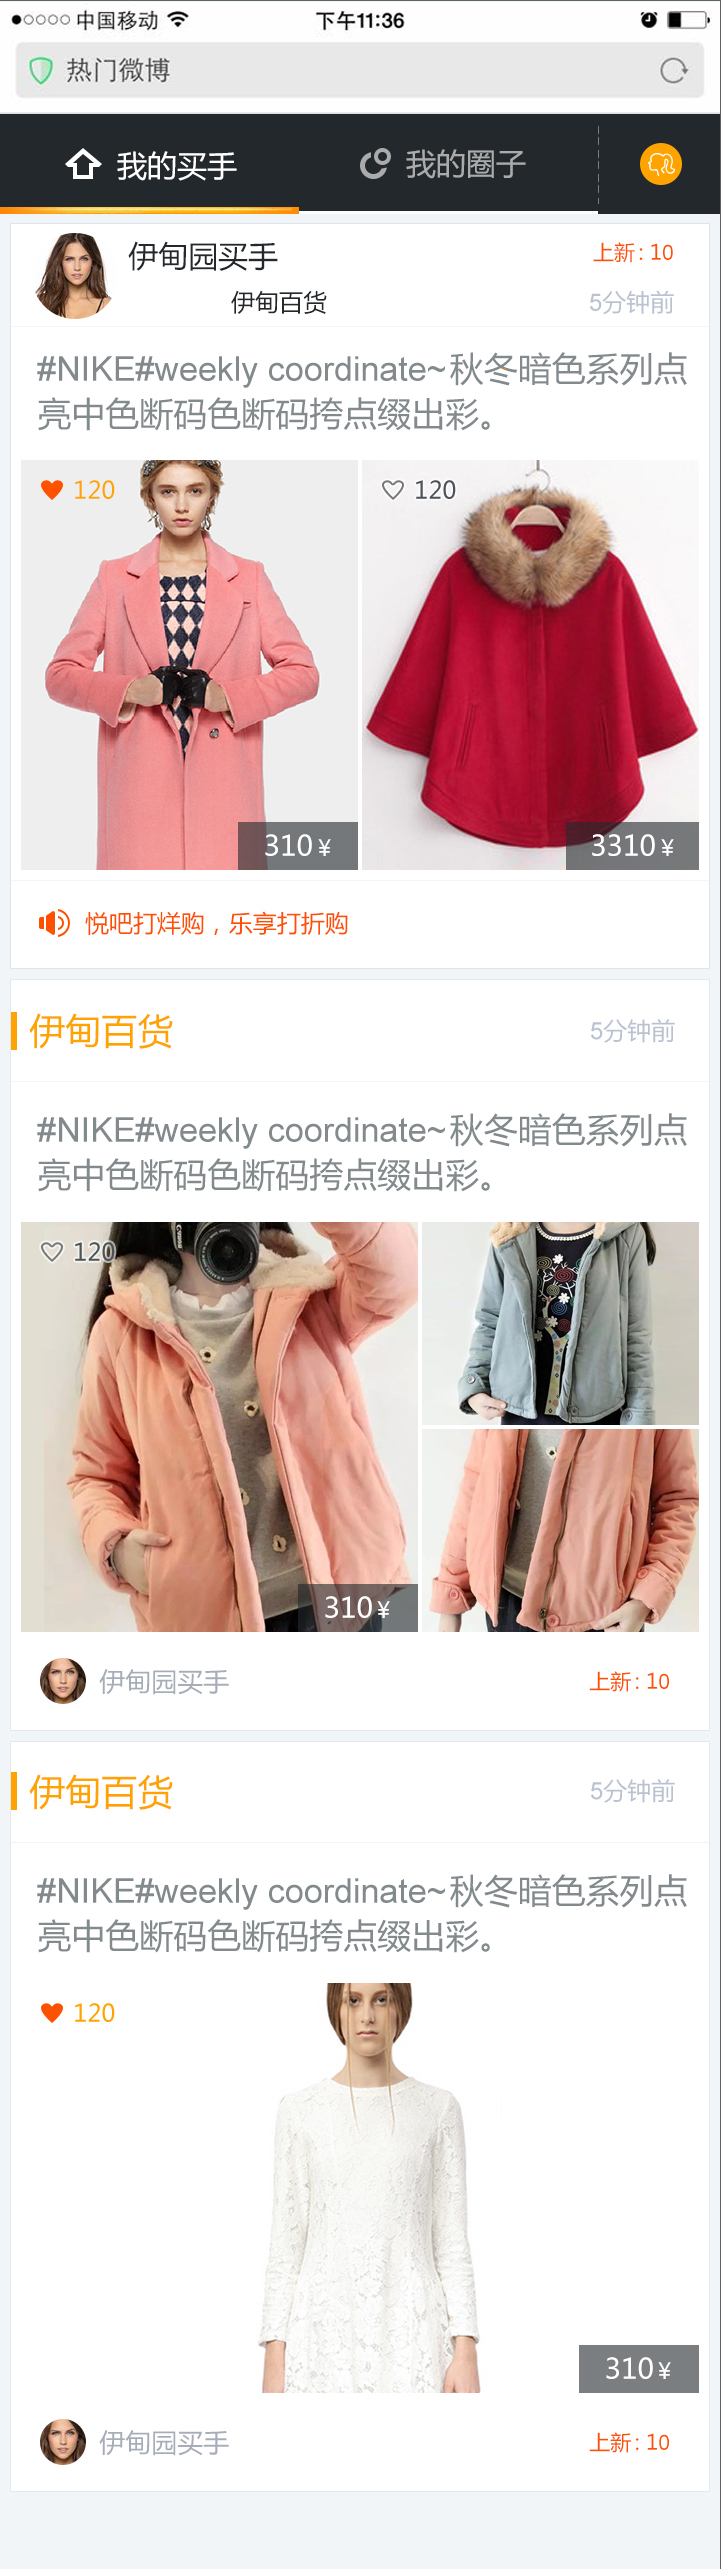 中国移动 下午11:36
热门微博
我的买手 我的圈子
伊甸园买手 上新: 10
伊甸百货 5分钟前
#NIKE#weekly coordinate~秋冬暗色系列点
亮中色断码色断码挎点缀出彩。
120 120
310¥ 3310¥
悦吧打烊购，乐享打折购
伊甸百货 5分钟前
#NIKE#weekly coordinate~秋冬暗色系列点
亮中色断码色断码挎点缀出彩。
120
310¥
伊甸园买手 上新: 10
伊甸百货 5分钟前
#NIKE#weekly coordinate~秋冬暗色系列点
亮中色断码色断码挎点缀出彩。
120
310¥
伊甸园买手 上新: 10